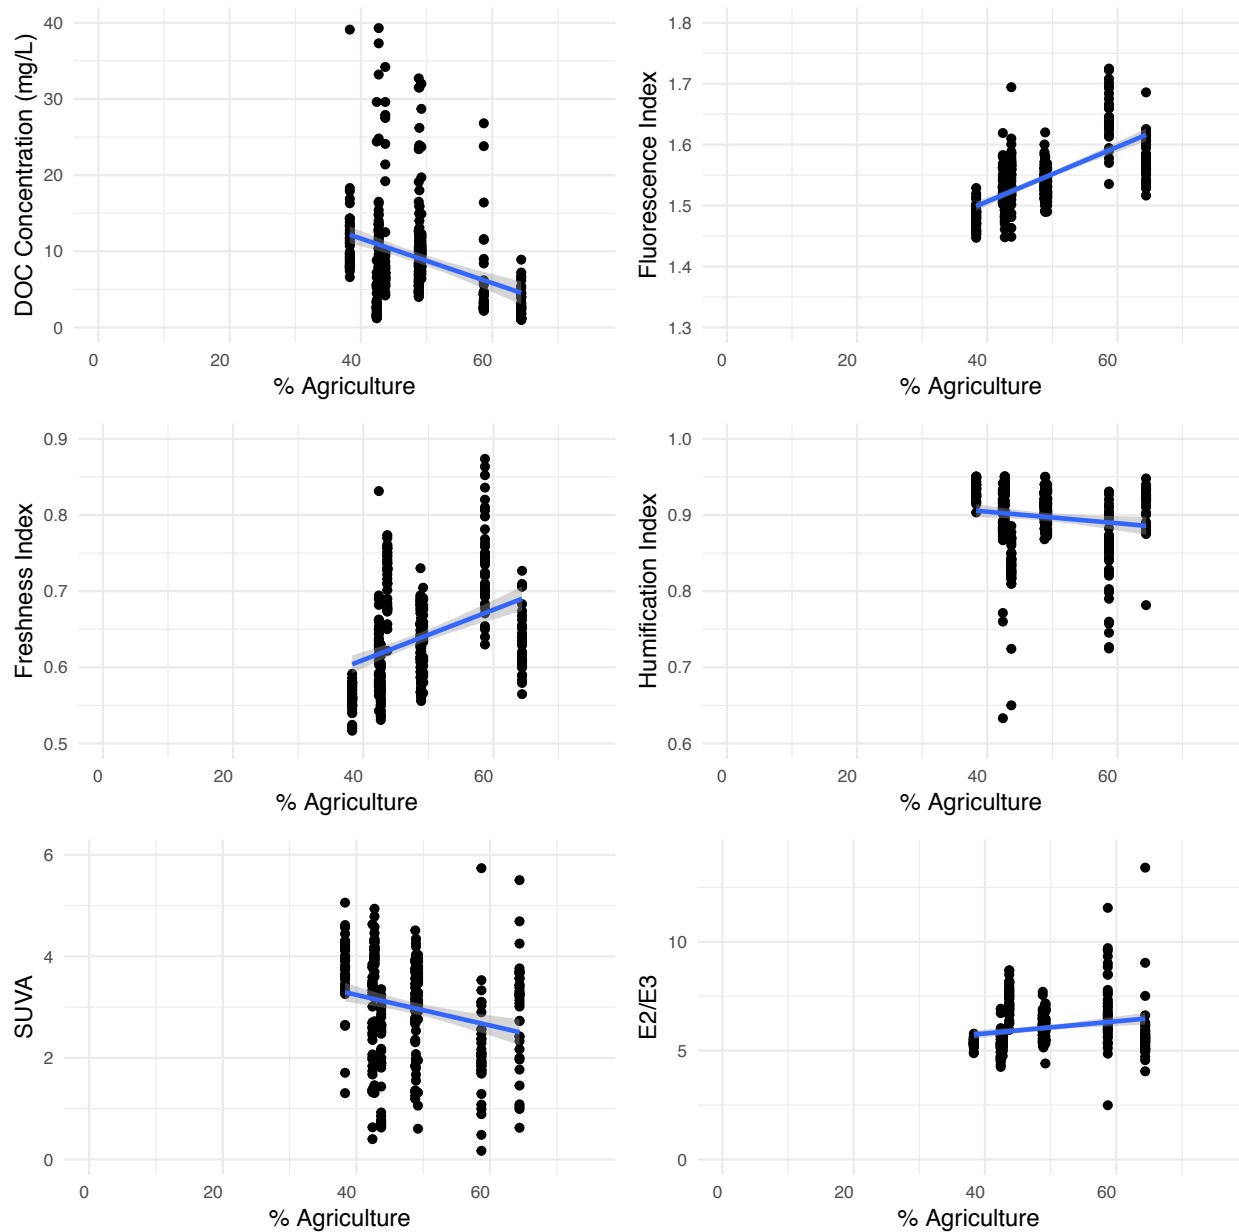 40
30
20
10
0
DOC Concentration (mg/L)
0 40 60
% Agriculture
1.8
1.7
1.6
1.5
1.4
1.3
Fluorescence Index
0 20 40 60
% Agriculture
0.9
0.8
0.7
0.6
0.5
Freshness Index
0 20 40 60
% Agriculture
1.0
0.9
0.8
0.7
0.6
Humification Index
0 20 40 60
% Agriculture
6
4
2
0
SUVA
0 20 40 60
% Agriculture
10
5
0
E2/E3
0 20 40 60
% Agriculture